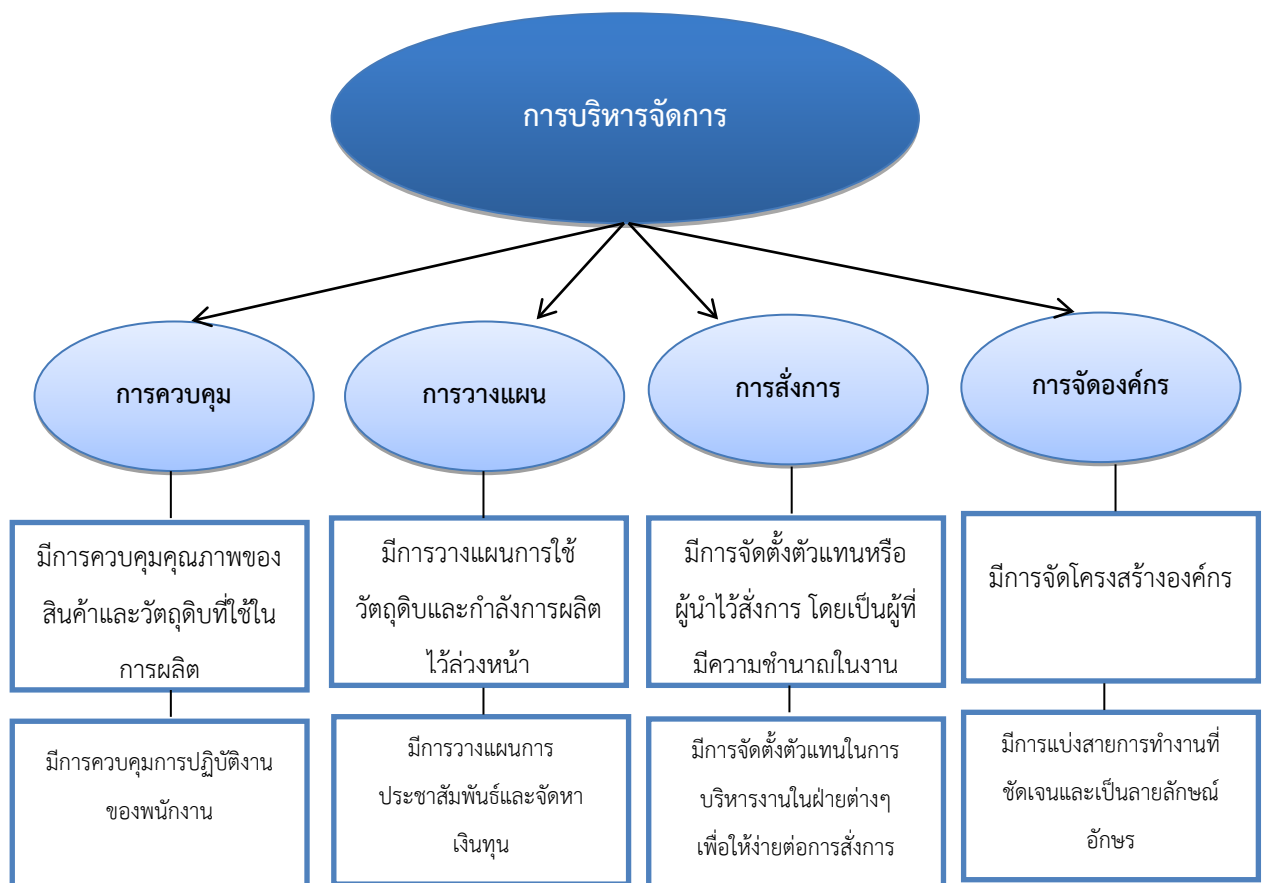 การบริหารจัดการ
การควบคุม
การวางแผน
การสั่งการ
การจัดองค์กร
มีการควบคุมคุณภาพของ
สินค้าและวัตถุดิบที่ใช้ใน
การผลิต
มีการวางแผนการใช้
วัตถุดิบและกำลังการผลิต
ไว้ล่วงหน้า
มีการจัดตั้งตัวแทนหรือ
ผู้นำไว้สั่งการ โดยเป็นผู้ที่
มีความชำนาญในงาน
มีการจัดโครงสร้างองค์กร
มีการควบคุมการปฏิบัติงาน
ของพนักงาน
มีการวางแผนการ
ประชาสัมพันธ์และจัดหา
เงินทุน
มีการจัดตั้งตัวแทนในการ
บริหารงานในฝ่ายต่างๆ
เพื่อให้ง่ายต่อการสั่งการ
มีการแบ่งสายการทำงานที่
ชัดเจนและเป็นลายลักษณ์
อักษร